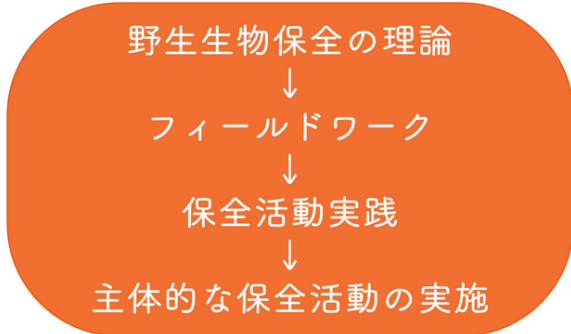 野生生物保全の理論
↓
フィールドワーク
↓
保全活動実践
↓
主体的な保全活動の実施